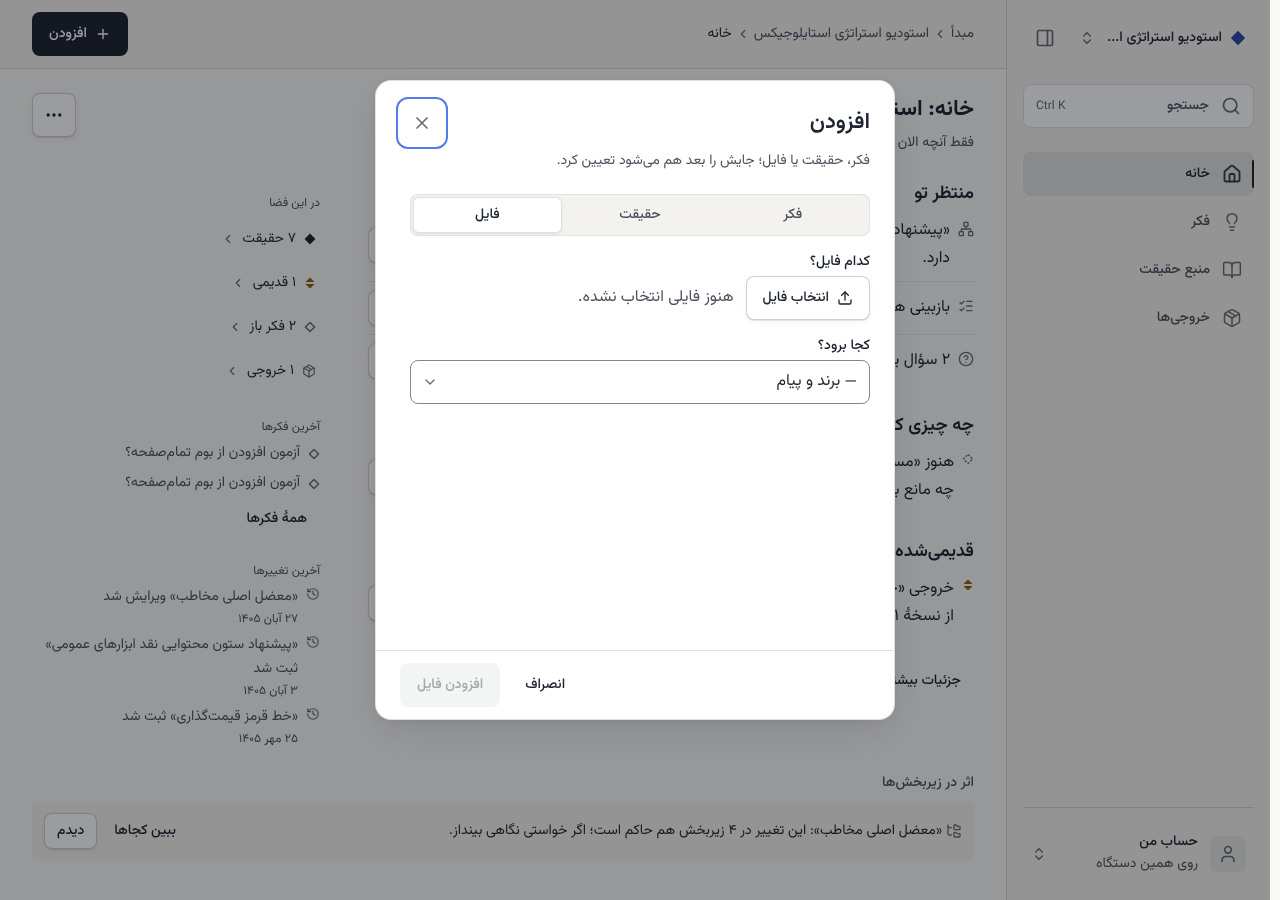 استودیو استراتژی ا...
جستجو
Ctrl K
خانه
فکر
منبع حقیقت
خروجی‌ها
حساب من
روی همین دستگاه
مبدأ › استودیو استراتژی استایلوجیکس › خانه
افزودن
خانه:
فقط آنچه الان
منتظر تو
دارد.
بازبینی
۲ سؤال
چه چیزی
هنوز
چه مانع
قدیمی‌شده
خروجی
از نسخهٔ ۱
جزئیات
افزودن
فکر، حقیقت یا فایل؛ جایش را بعد هم می‌شود تعیین کرد.
فکر
حقیقت
فایل
کدام فایل؟
انتخاب فایل
هنوز فایلی انتخاب نشده.
کجا برود؟
— برند و پیام
انصراف
افزودن فایل
در این فضا
۷ حقیقت
۱ قدیمی
۲ فکر باز
۱ خروجی
آخرین فکرها
آزمون افزودن از بوم تمام‌صفحه؟
آزمون افزودن از بوم تمام‌صفحه؟
همهٔ فکرها
آخرین تغییرها
«معضل اصلی مخاطب» ویرایش شد
۲۷ آبان ۱۴۰۵
«پیشنهاد ستون محتوایی نقد ابزارهای عمومی»
ثبت شد
۳ آبان ۱۴۰۵
«خط قرمز قیمت‌گذاری» ثبت شد
۲۵ مهر ۱۴۰۵
اثر در زیربخش‌ها
«معضل اصلی مخاطب»: این تغییر در ۴ زیربخش هم حاکم است؛ اگر خواستی نگاهی بینداز.
ببین کجاها
دیدم